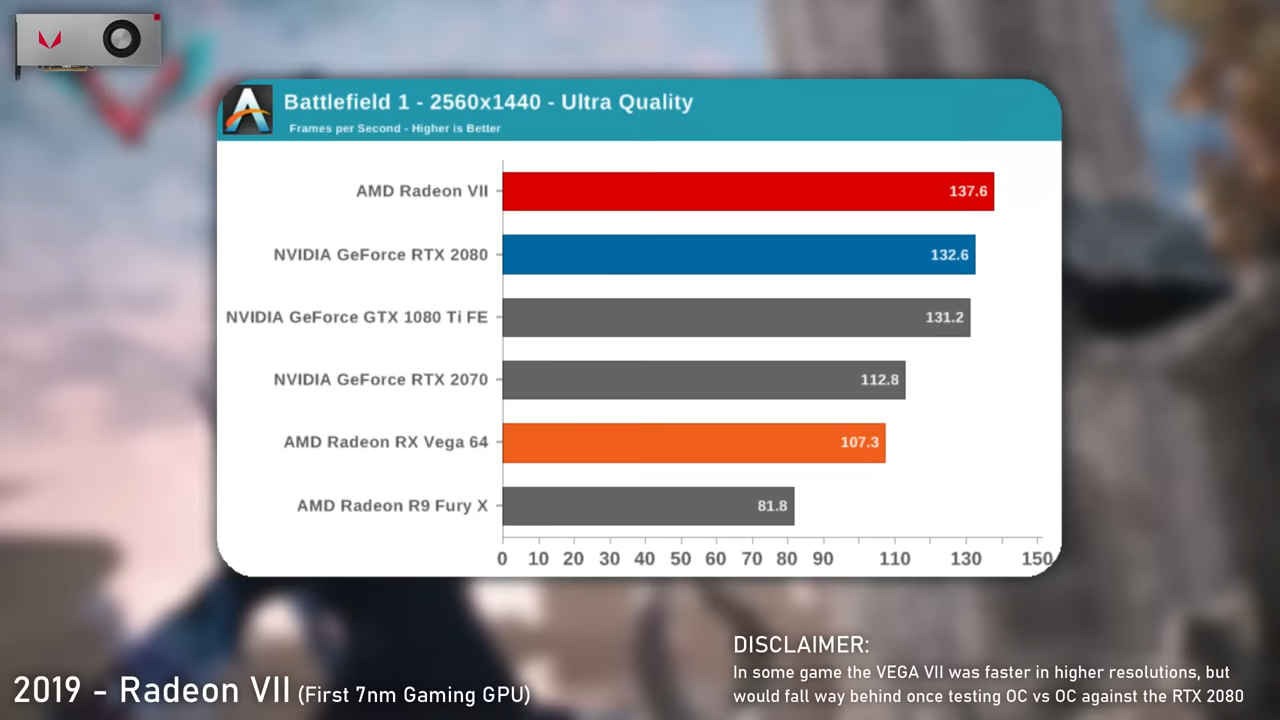 Battlefield 1 - 2560x1440 - Ultra Quality
Frames per Second - Higher is Better
AMD Radeon VII 137.6
NVIDIA GeForce RTX 2080 132.6
NVIDIA GeForce GTX 1080 Ti FE 131.2
NVIDIA GeForce RTX 2070 112.8
AMD Radeon RX Vega 64 107.3
AMD Radeon R9 Fury X 81.8
0 10 20 30 40 50 60 70 80 90 110 130 150
DISCLAIMER:
In some game the VEGA VII was faster in higher resolutions, but
would fall way behind once testing OC vs OC against the RTX 2080
2019 - Radeon VII (First 7nm Gaming GPU)